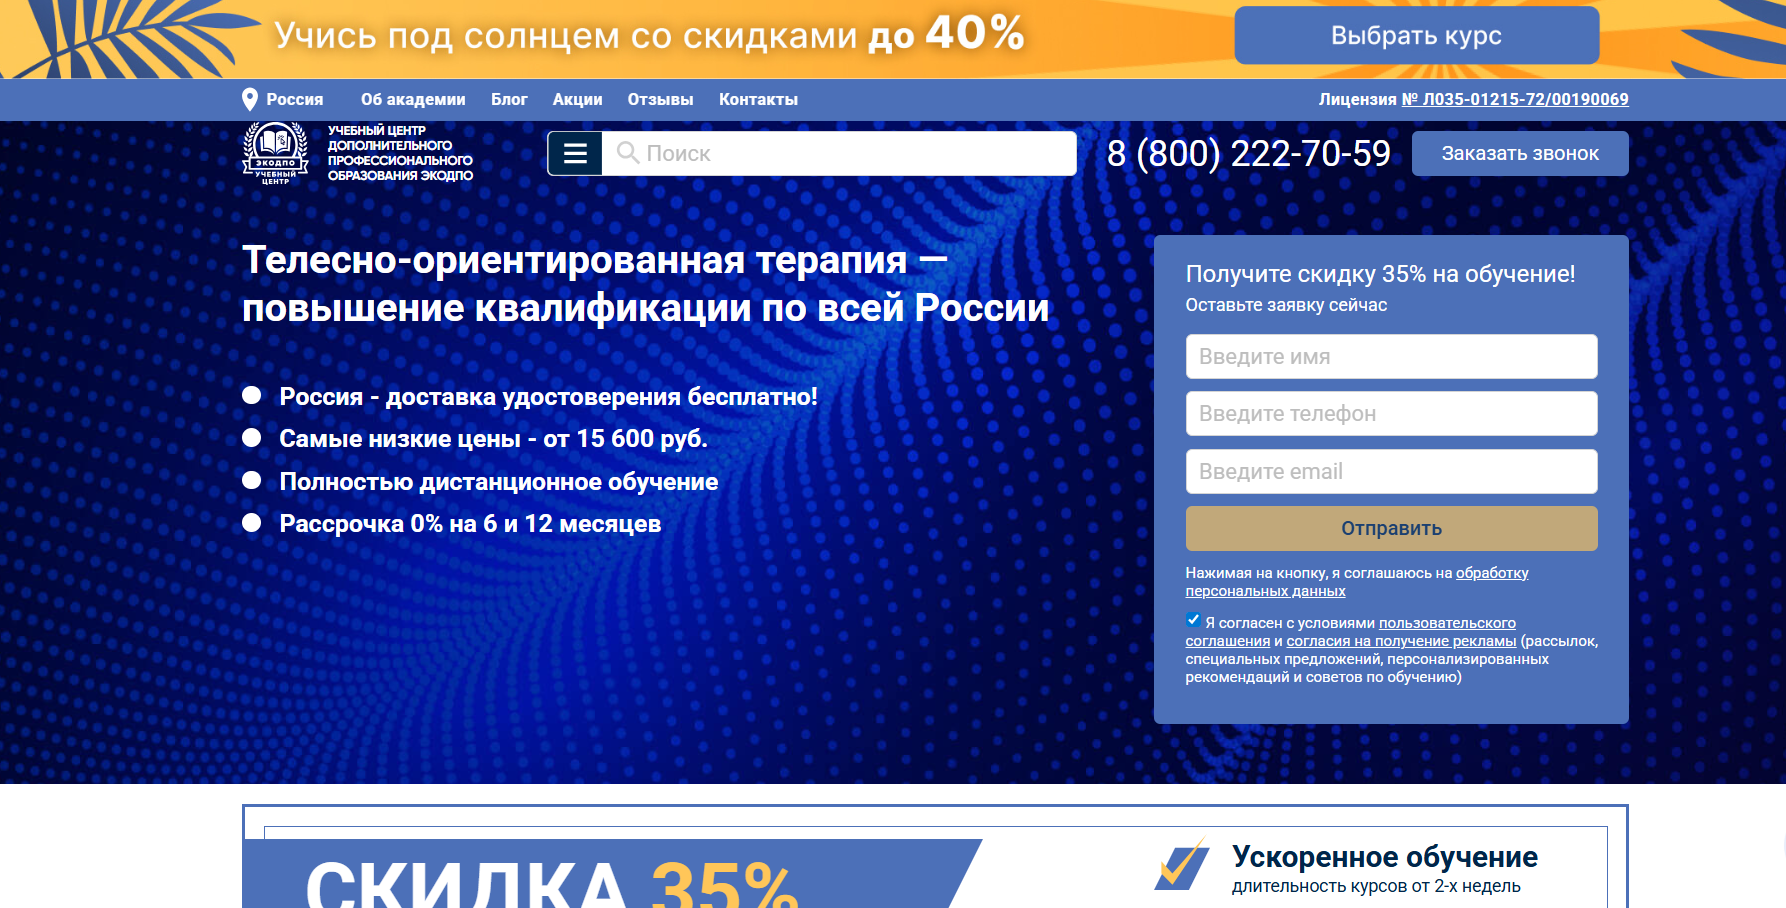 Учись под солнцем со скидками до 40%
Выбрать курс
Россия
Об академии
Блог
Акции
Отзывы
Контакты
Лицензия № Л035-01215-72/00190069
ЭКОДПО
УЧЕБНЫЙ
ЦЕНТР
УЧЕБНЫЙ ЦЕНТР
ДОПОЛНИТЕЛЬНОГО
ПРОФЕССИОНАЛЬНОГО
ОБРАЗОВАНИЯ ЭКОДПО
Поиск
8 (800) 222-70-59
Заказать звонок
Телесно-ориентированная терапия —
повышение квалификации по всей России
Россия - доставка удостоверения бесплатно!
Самые низкие цены - от 15 600 руб.
Полностью дистанционное обучение
Рассрочка 0% на 6 и 12 месяцев
Получите скидку 35% на обучение!
Оставьте заявку сейчас
Введите имя
Введите телефон
Введите email
Отправить
Нажимая на кнопку, я соглашаюсь на обработку
персональных данных
Я согласен с условиями пользовательского
соглашения и согласия на получение рекламы (рассылок,
специальных предложений, персонализированных
рекомендаций и советов по обучению)
СКИДКА 35%
Ускоренное обучение
длительность курсов от 2-х недель